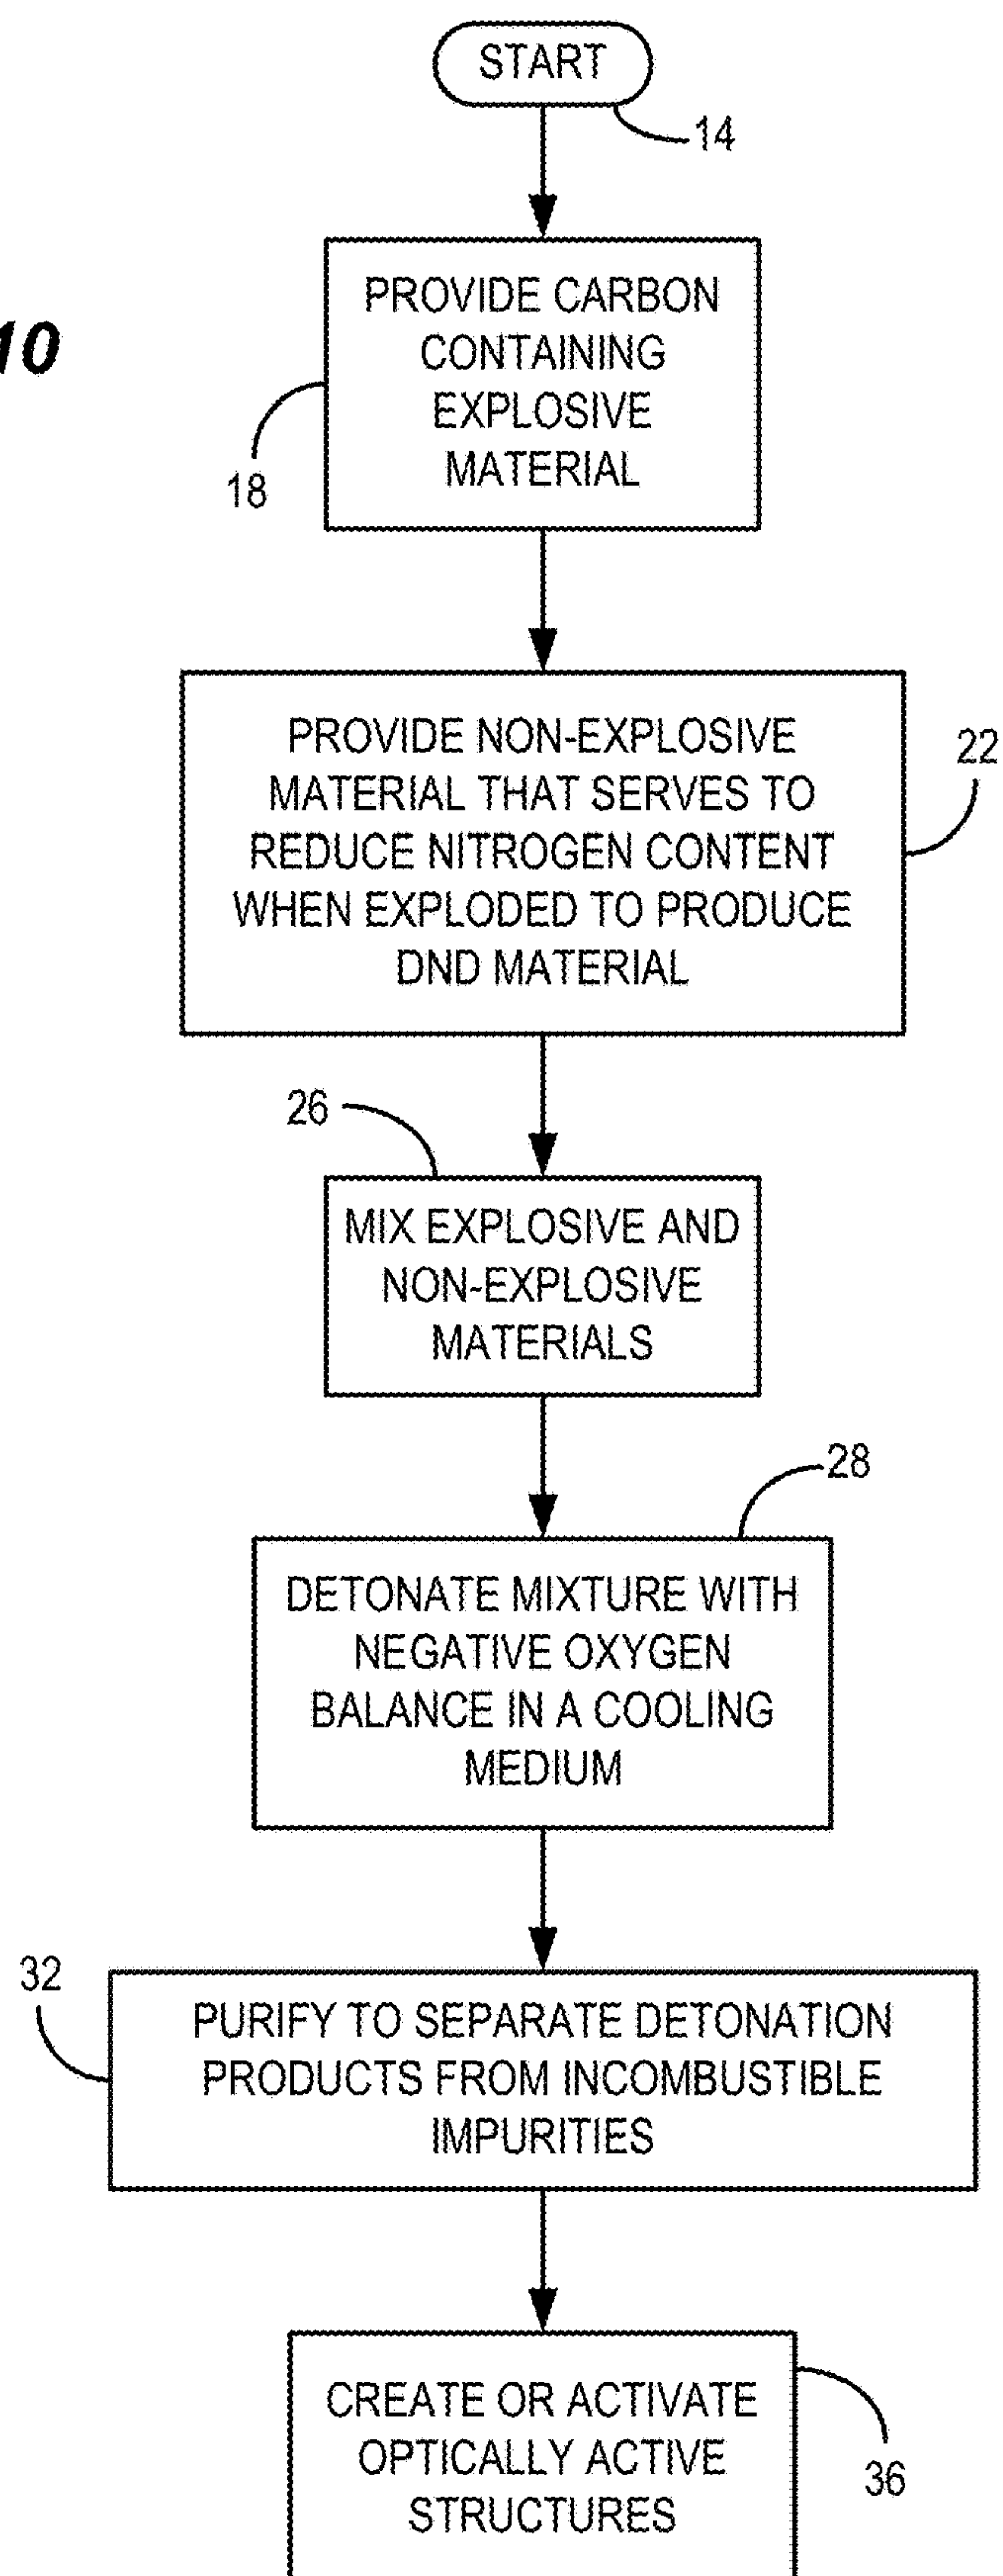 START
14
10
PROVIDE CARBON
CONTAINING
EXPLOSIVE
MATERIAL
18
PROVIDE NON-EXPLOSIVE
MATERIAL THAT SERVES TO
REDUCE NITROGEN CONTENT
WHEN EXPLODED TO PRODUCE
DND MATERIAL
22
26
MIX EXPLOSIVE AND
NON-EXPLOSIVE
MATERIALS
28
DETONATE MIXTURE WITH
NEGATIVE OXYGEN
BALANCE IN A COOLING
MEDIUM
32
PURIFY TO SEPARATE DETONATION
PRODUCTS FROM INCOMBUSTIBLE
IMPURITIES
CREATE OR ACTIVATE
OPTICALLY ACTIVE
STRUCTURES
36